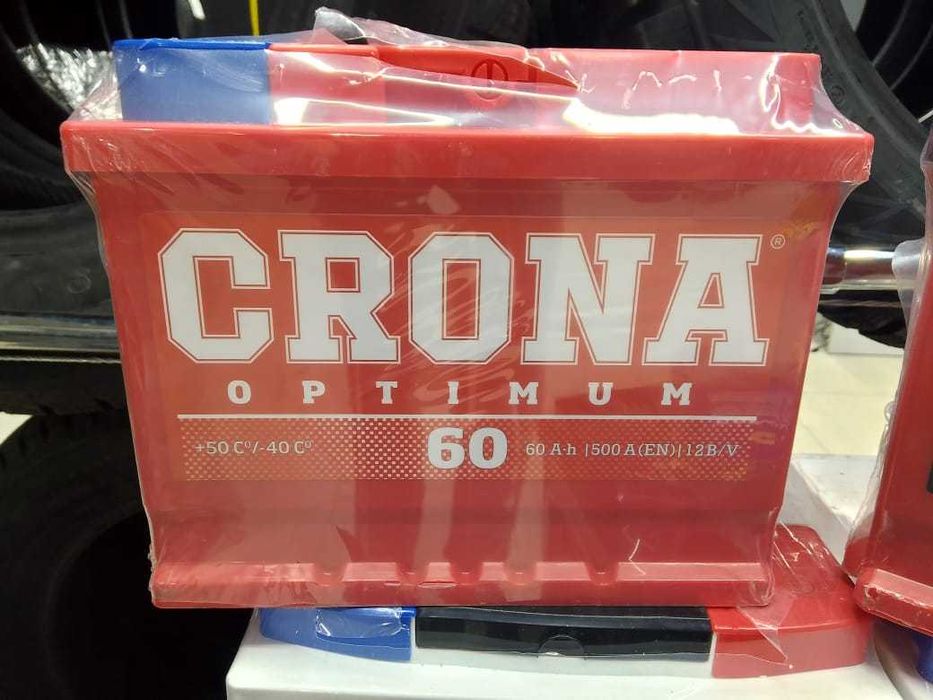 CRONA®
OPTIMUM
+50 C°/-40 C° 60 60 A·h |500 A(EN)|12B/V